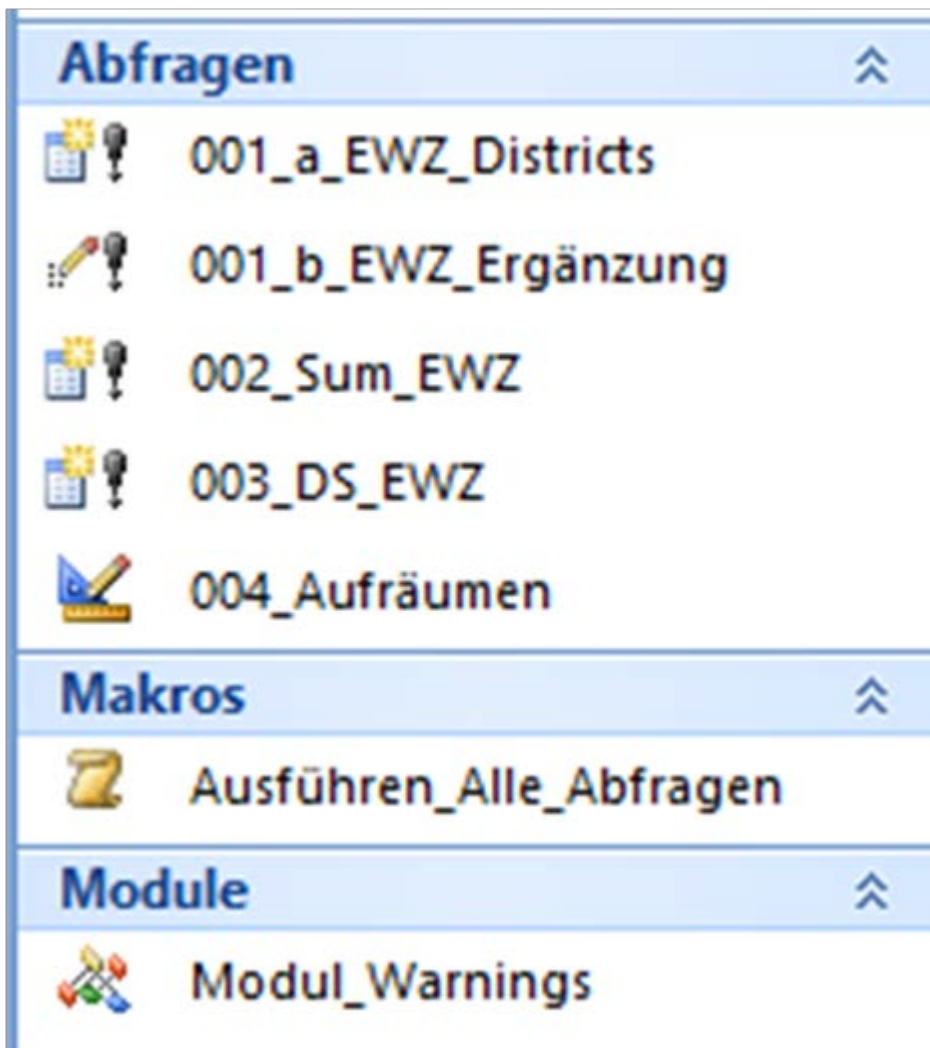 Abfragen
001_a_EWZ_Districts
001_b_EWZ_Ergänzung
002_Sum_EWZ
003_DS_EWZ
004_Aufräumen
Makros
Ausführen_Alle_Abfragen
Module
Modul_Warnings